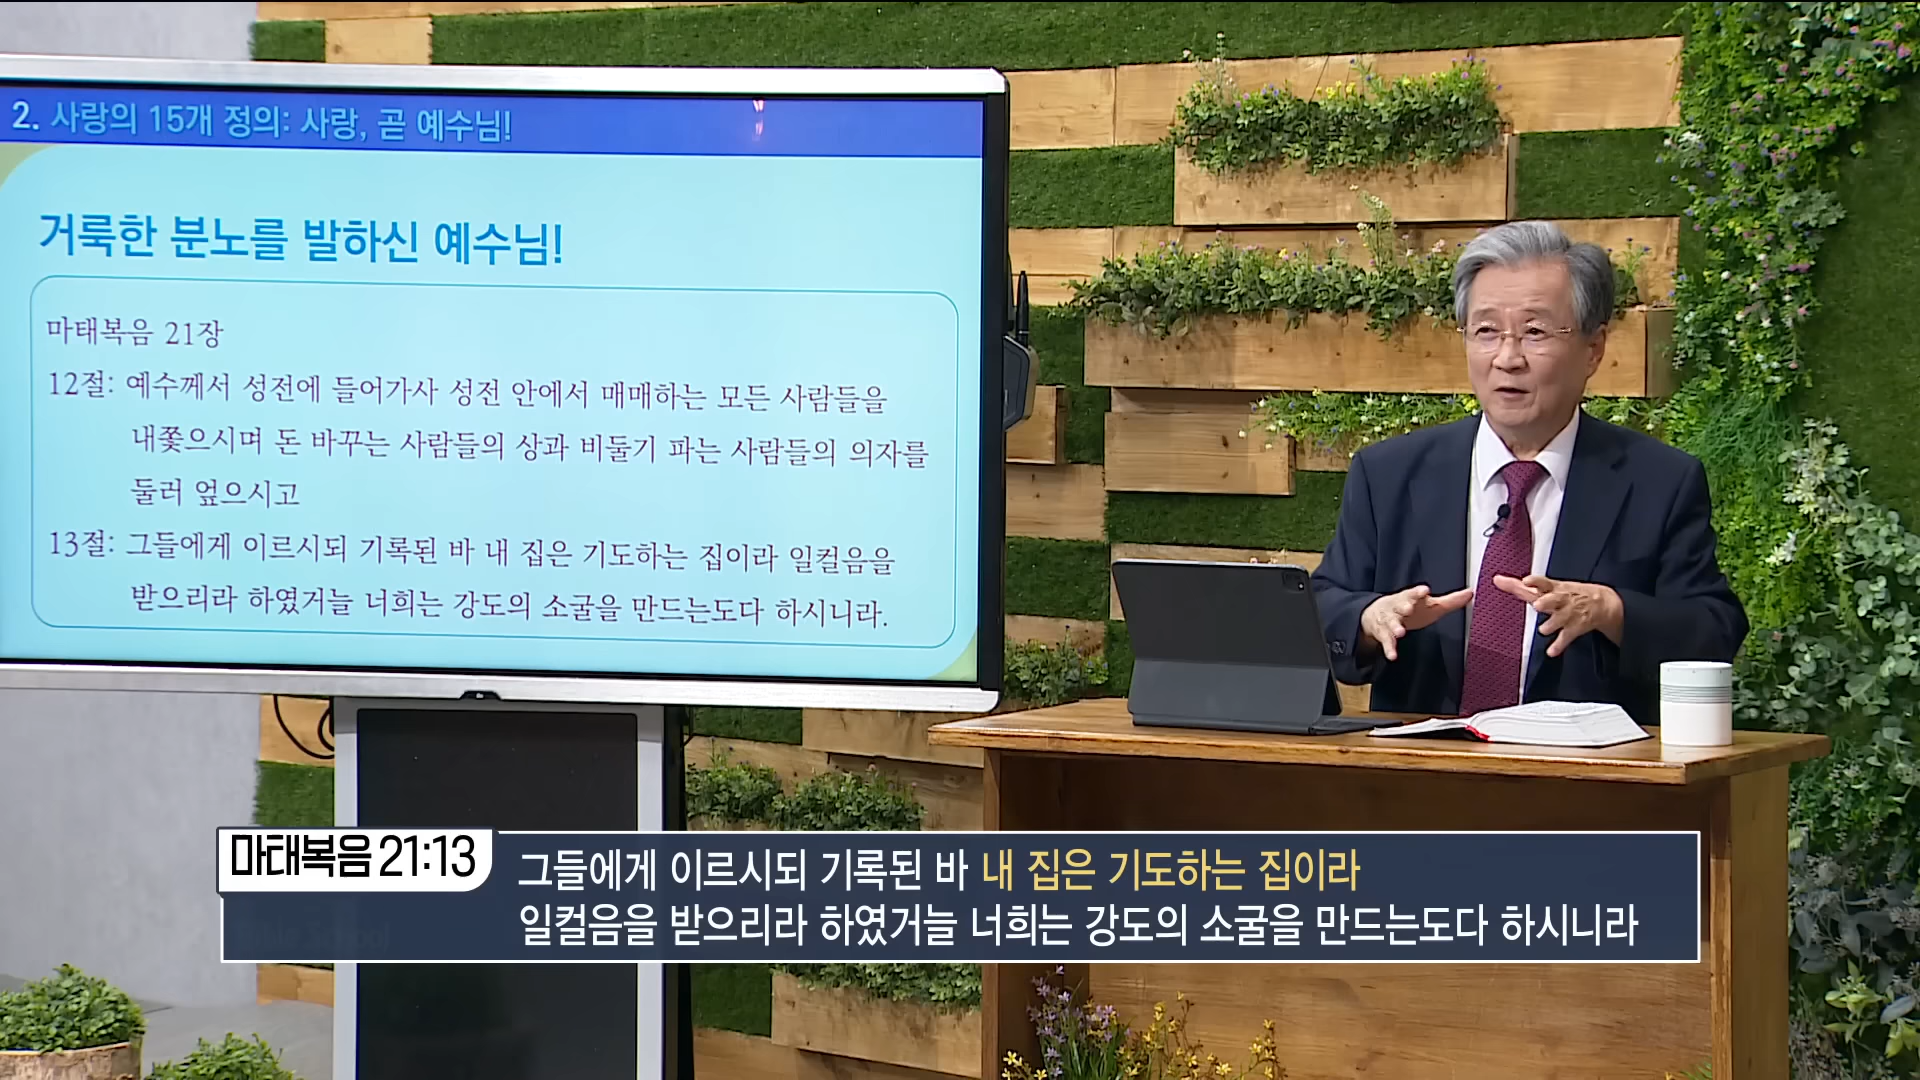 2. 사랑의 15개 정의: 사랑, 곧 예수님!
거룩한 분노를 발하신 예수님!
마태복음 21장
12절: 예수께서 성전에 들어가사 성전 안에서 매매하는 모든 사람들을
내쫓으시며 돈 바꾸는 사람들의 상과 비둘기 파는 사람들의 의자를
둘러 엎으시고
13절: 그들에게 이르시되 기록된 바 내 집은 기도하는 집이라 일컬음을
받으리라 하였거늘 너희는 강도의 소굴을 만드는도다 하시니라.
마태복음 21:13
그들에게 이르시되 기록된 바 내 집은 기도하는 집이라
일컬음을 받으리라 하였거늘 너희는 강도의 소굴을 만드는도다 하시니라